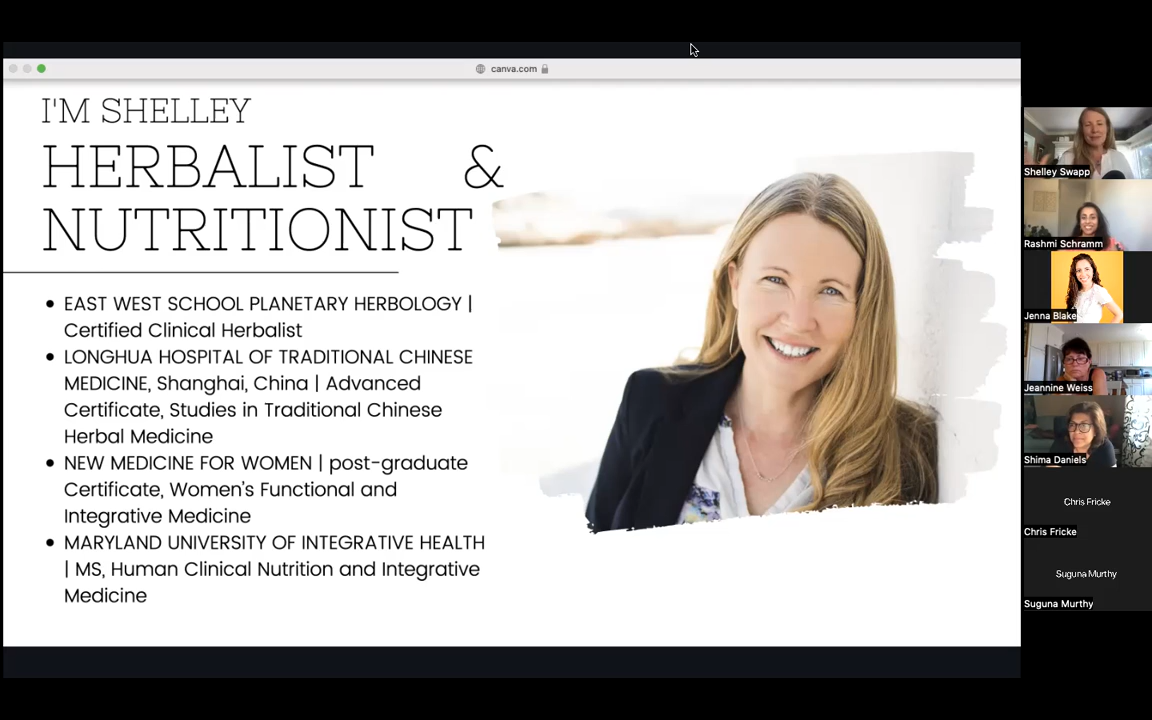 canva.com
I'M SHELLEY
HERBALIST &
NUTRITIONIST
• EAST WEST SCHOOL PLANETARY HERBOLOGY |
Certified Clinical Herbalist
• LONGHUA HOSPITAL OF TRADITIONAL CHINESE
MEDICINE, Shanghai, China | Advanced
Certificate, Studies in Traditional Chinese
Herbal Medicine
• NEW MEDICINE FOR WOMEN | post-graduate
Certificate, Women's Functional and
Integrative Medicine
• MARYLAND UNIVERSITY OF INTEGRATIVE HEALTH
| MS, Human Clinical Nutrition and Integrative
Medicine
Shelley Swapp
Rashmi Schramm
Jenna Blake
Jeannine Weiss
Shima Daniels
Chris Fricke
Chris Fricke
Suguna Murthy
Suguna Murthy